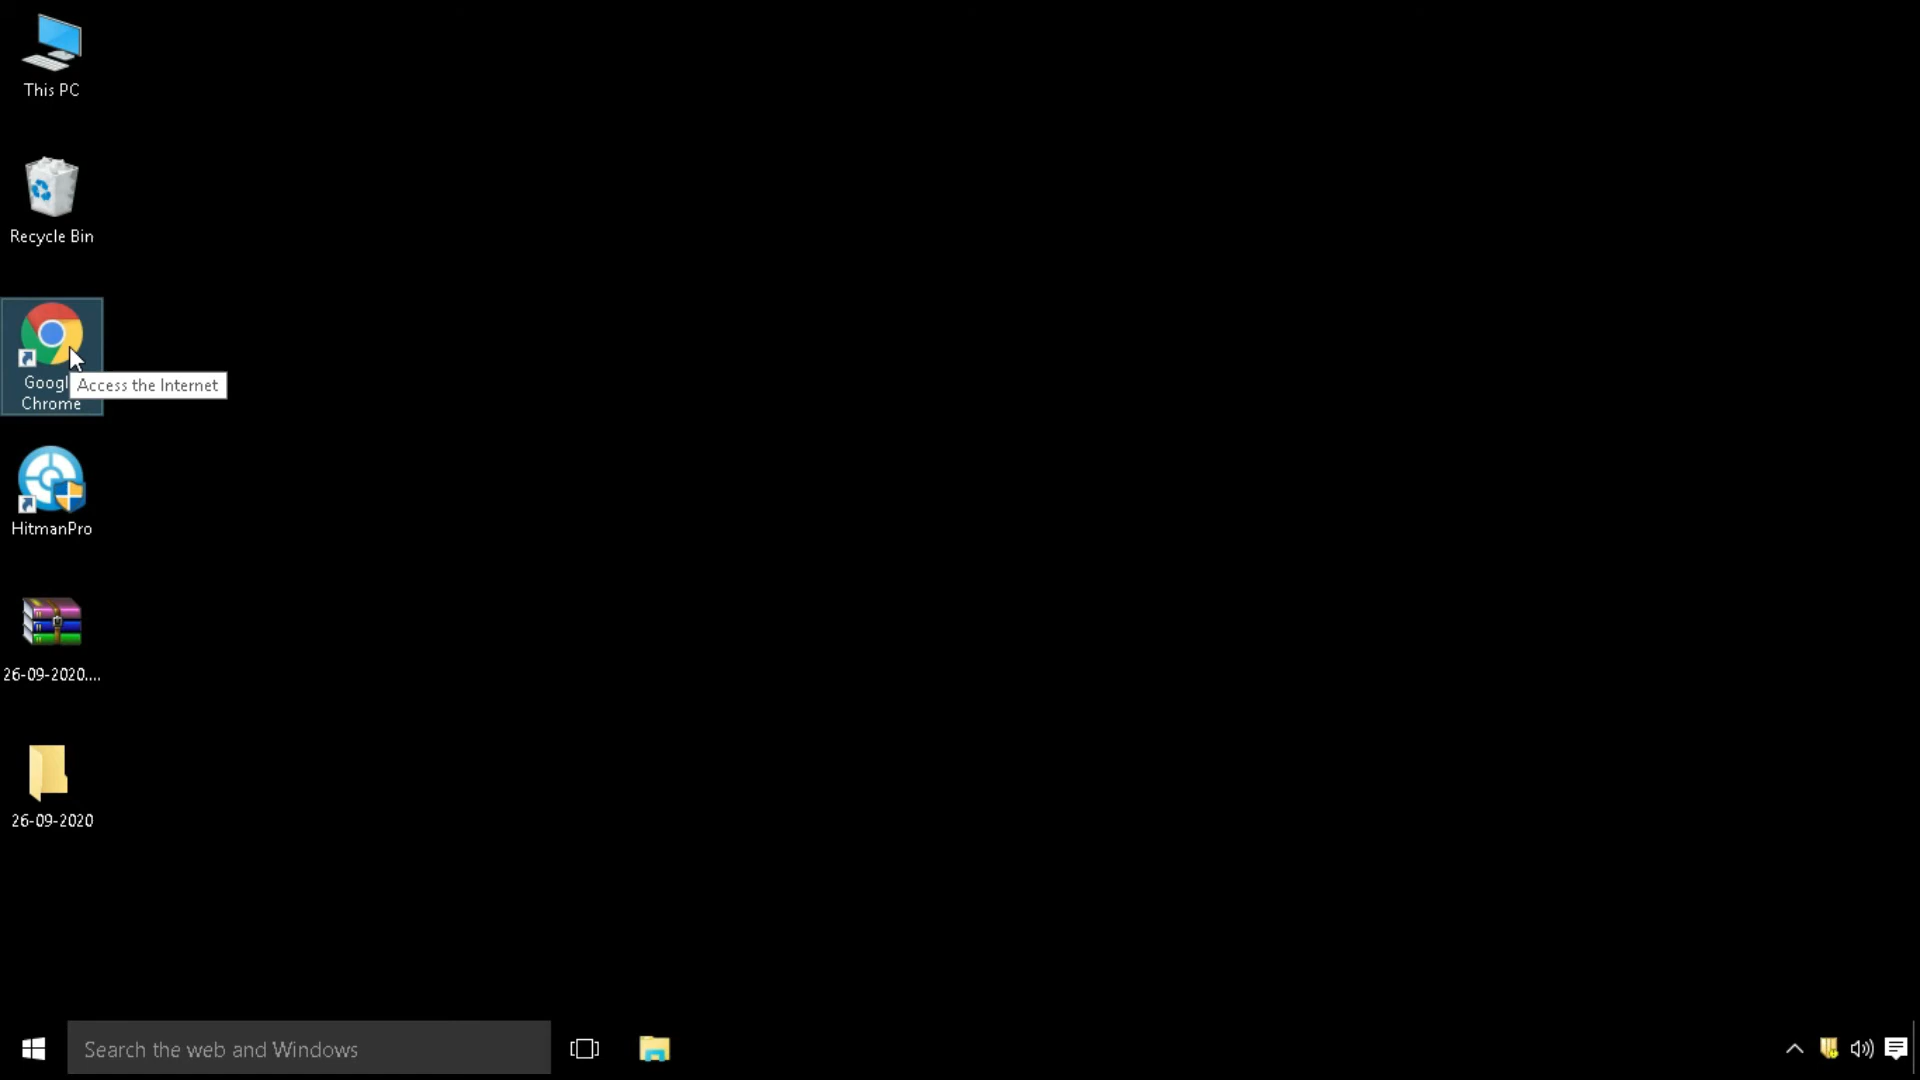 This PC
Recycle Bin
Googl
Chrome
Access the Internet
HitmanPro
26-09-2020....
26-09-2020
Search the web and Windows